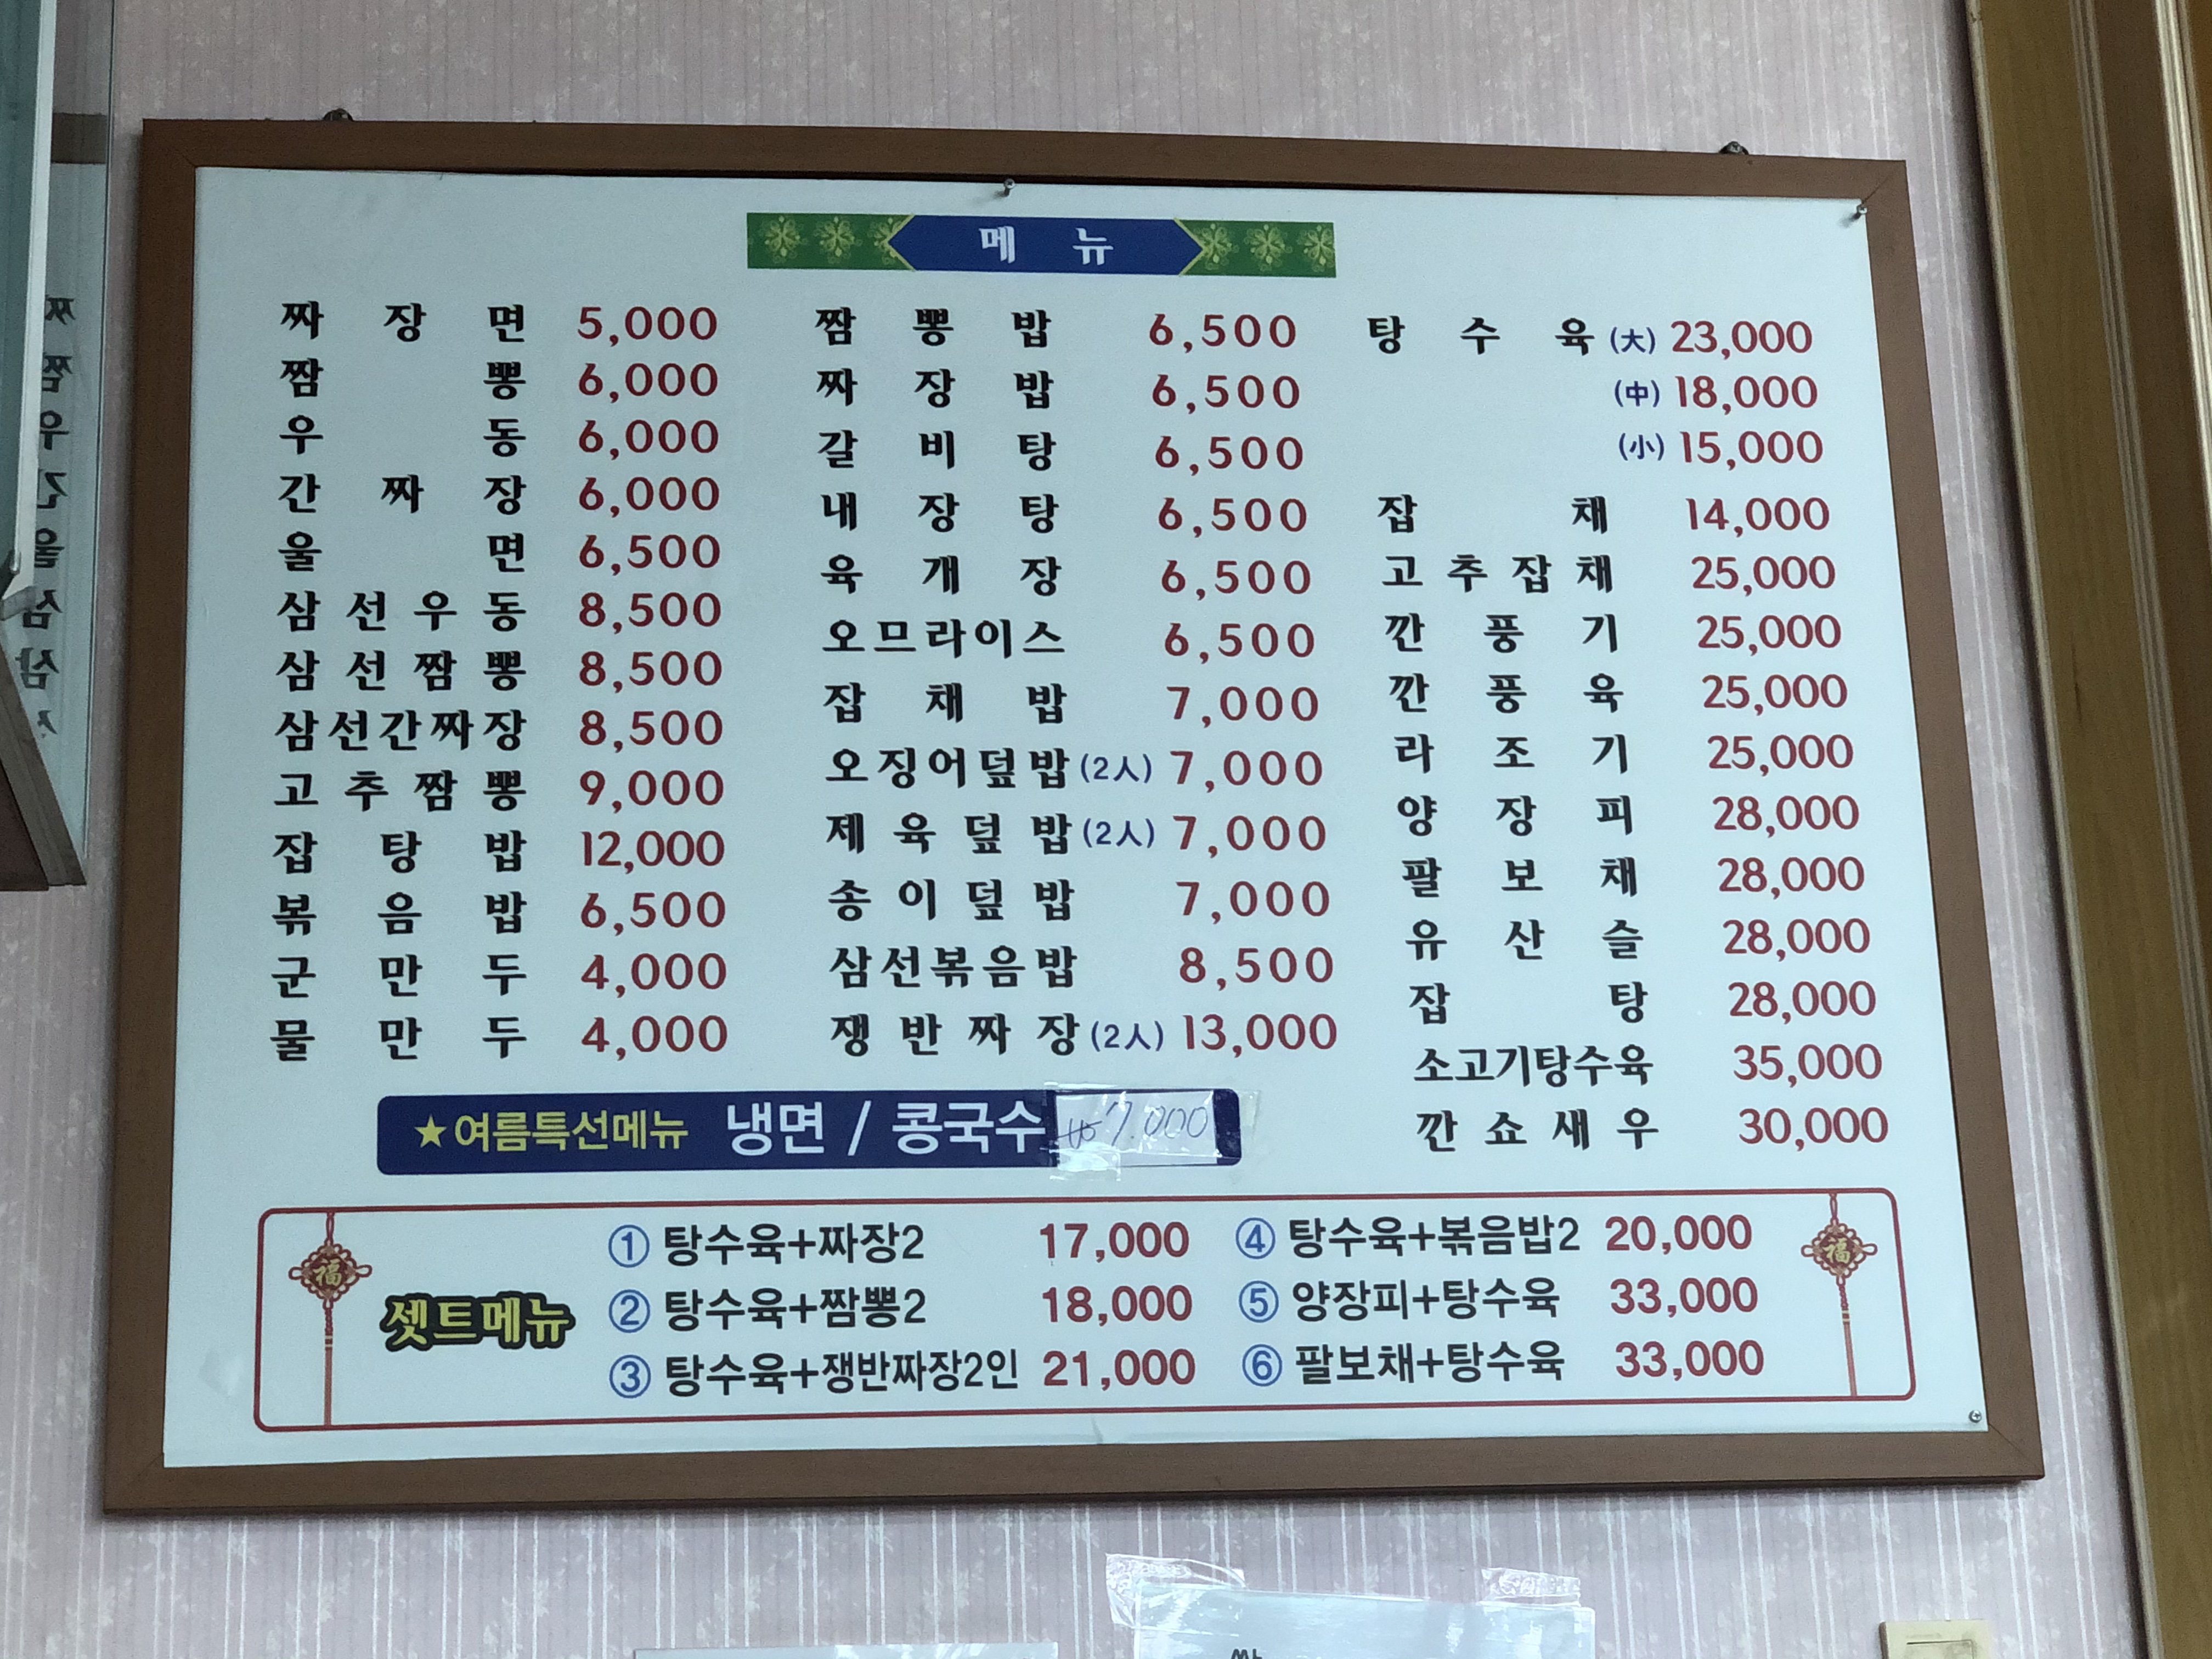 메 뉴
짜 장 면 5,000
짬 뽕 6,000
우 동 6,000
간 짜 장 6,000
울 면 6,500
삼 선 우 동 8,500
삼 선 짬 뽕 8,500
삼선간짜장 8,500
고 추 짬 뽕 9,000
잡 탕 밥 12,000
볶 음 밥 6,500
군 만 두 4,000
물 만 두 4,000
짬 뽕 밥 6,500
짜 장 밥 6,500
갈 비 탕 6,500
내 장 탕 6,500
육 개 장 6,500
오므라이스 6,500
잡 채 밥 7,000
오징어덮밥(2人) 7,000
제 육 덮 밥(2人) 7,000
송 이 덮 밥 7,000
삼선볶음밥 8,500
쟁 반 짜 장(2人) 13,000
탕 수 육(大) 23,000
(中) 18,000
(小) 15,000
잡 채 14,000
고 추 잡 채 25,000
깐 풍 기 25,000
깐 풍 육 25,000
라 조 기 25,000
양 장 피 28,000
팔 보 채 28,000
유 산 슬 28,000
잡 탕 28,000
소고기탕수육 35,000
깐 쇼 새 우 30,000
★여름특선메뉴 냉면 / 콩국수 ₩7.000
셋트메뉴
① 탕수육+짜장2 17,000
② 탕수육+짬뽕2 18,000
③ 탕수육+쟁반짜장2인 21,000
④ 탕수육+볶음밥2 20,000
⑤ 양장피+탕수육 33,000
⑥ 팔보채+탕수육 33,000
福
福